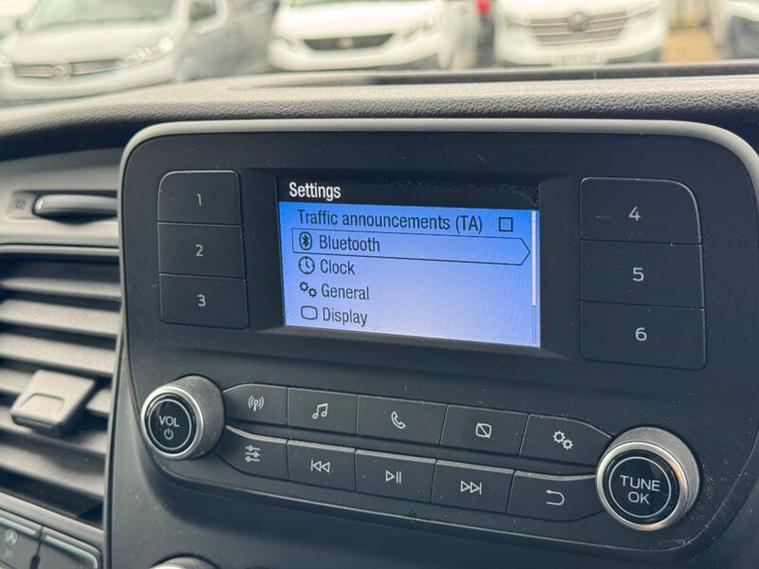 Settings
Traffic announcements (TA)
Bluetooth
Clock
General
Display
1
2
3
4
5
6
VOL
TUNE
OK